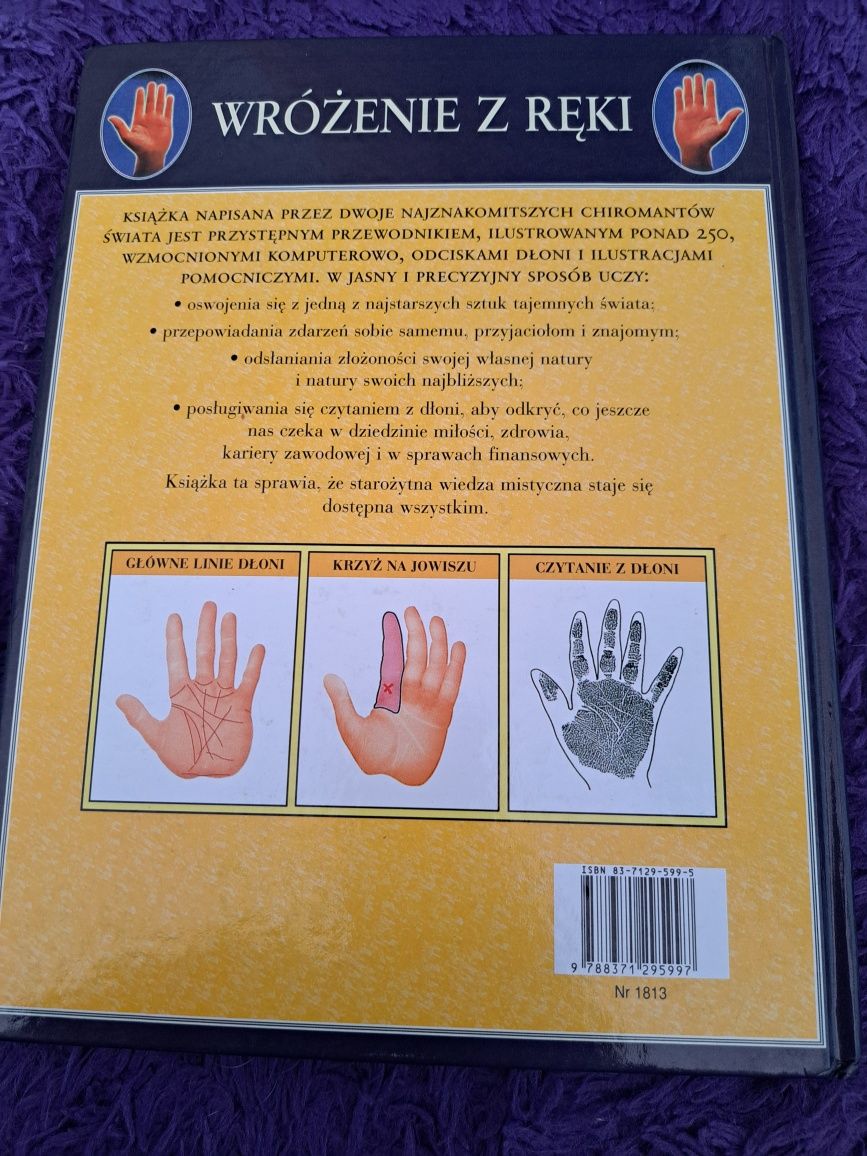 WRÓŻENIE Z RĘKI
KSIĄŻKA NAPISANA PRZEZ DWOJE NAJZNAKOMITSZYCH CHIROMANTÓW
ŚWIATA JEST PRZYSTĘPNYM PRZEWODNIKIEM, ILUSTROWANYM PONAD 250,
WZMOCNIONYMI KOMPUTEROWO, ODCISKAMI DŁONI I ILUSTRACJAMI
POMOCNICZYMI. W JASNY I PRECYZYJNY SPOSÓB UCZY:
• oswojenia się z jedną z najstarszych sztuk tajemnych świata;
• przepowiadania zdarzeń sobie samemu, przyjaciołom i znajomym;
• odsłaniania złożoności swojej własnej natury
i natury swoich najbliższych;
• posługiwania się czytaniem z dłoni, aby odkryć, co jeszcze
nas czeka w dziedzinie miłości, zdrowia,
kariery zawodowej i w sprawach finansowych.
Książka ta sprawia, że starożytna wiedza mistyczna staje się
dostępna wszystkim.
GŁÓWNE LINIE DŁONI
KRZYŻ NA JOWISZU
CZYTANIE Z DŁONI
ISBN 83-7129-599-5
9 788371 295997
Nr 1813